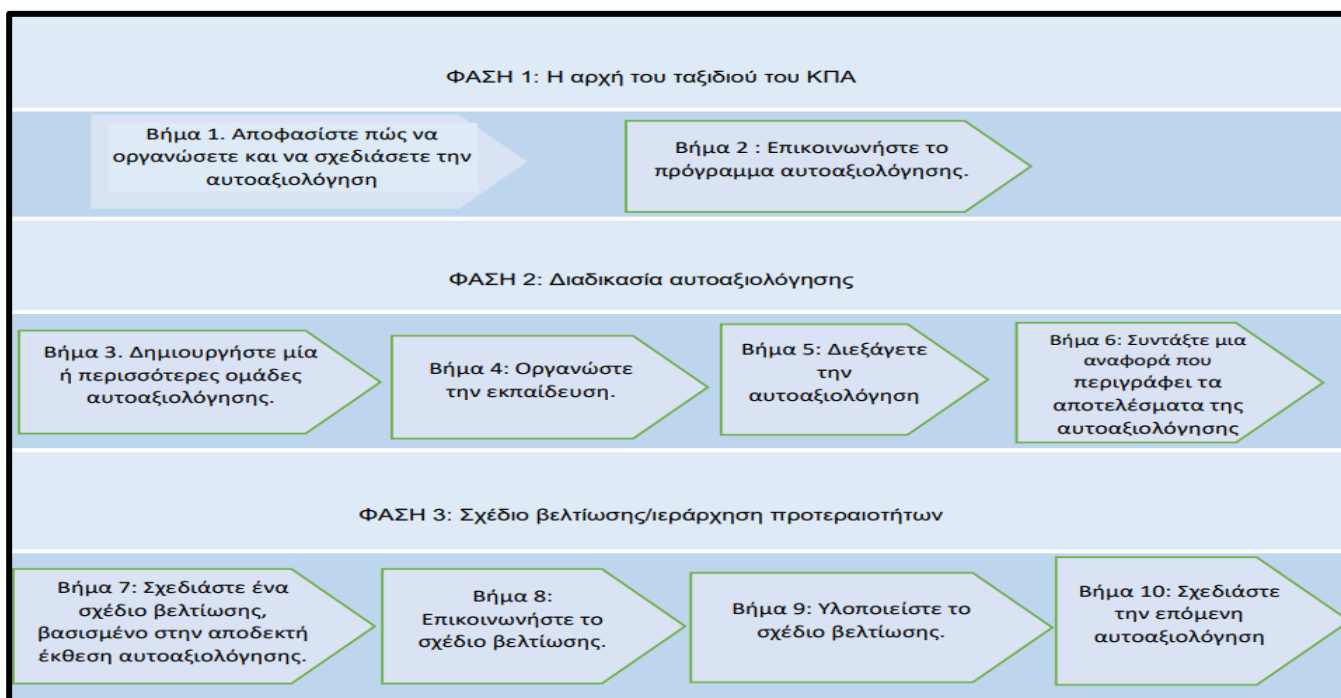 ΦΑΣΗ 1: Η αρχή του ταξιδιού του ΚΠΑ
Βήμα 1. Αποφασίστε πώς να
οργανώσετε και να σχεδιάσετε την
αυτοαξιολόγηση
Βήμα 2 : Επικοινωνήστε το
πρόγραμμα αυτοαξιολόγησης.
ΦΑΣΗ 2: Διαδικασία αυτοαξιολόγησης
Βήμα 3. Δημιουργήστε μία
ή περισσότερες ομάδες
αυτοαξιολόγησης.
Βήμα 4: Οργανώστε
την εκπαίδευση.
Βήμα 5: Διεξάγετε
την
αυτοαξιολόγηση
Βήμα 6: Συντάξτε μια
αναφορά που
περιγράφει τα
αποτελέσματα της
αυτοαξιολόγησης
ΦΑΣΗ 3: Σχέδιο βελτίωσης/ιεράρχηση προτεραιοτήτων
Βήμα 7: Σχεδιάστε ένα
σχέδιο βελτίωσης,
βασισμένο στην αποδεκτή
έκθεση αυτοαξιολόγησης.
Βήμα 8:
Επικοινωνήστε το
σχέδιο βελτίωσης.
Βήμα 9: Υλοποιείστε το
σχέδιο βελτίωσης.
Βήμα 10: Σχεδιάστε
την επόμενη
αυτοαξιολόγηση